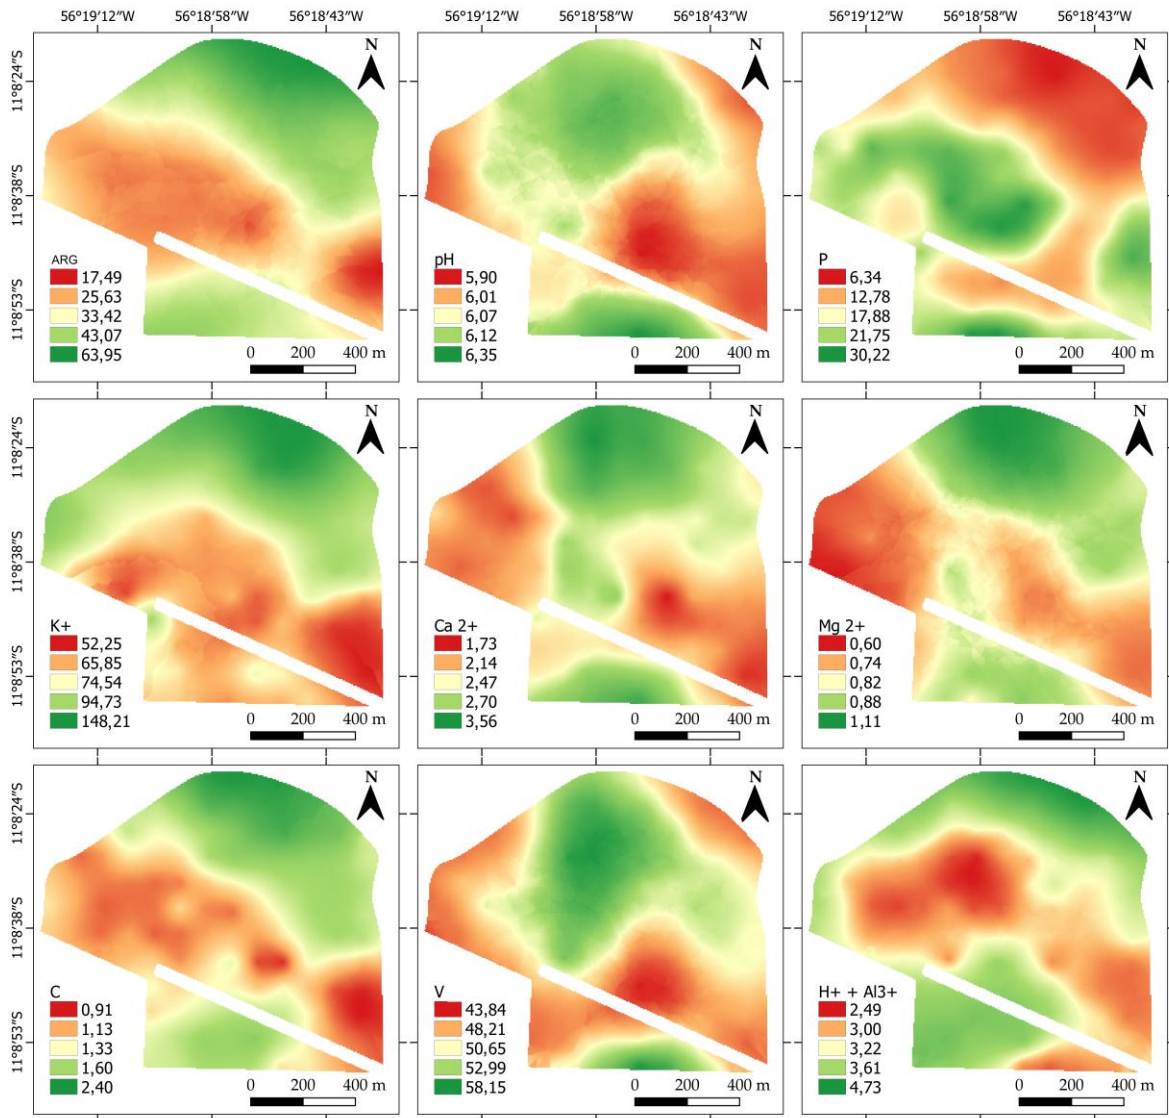 56°19'12"W 56°18'58"W 56°18'43"W 56°19'12"W 56°18'58"W 56°18'43"W 56°19'12"W 56°18'58"W 56°18'43"W
11°8'24"S
11°8'38"S
11°8'53"S
N
ARG
17,49
25,63
33,42
43,07
63,95
0 200 400 m
N
pH
5,90
6,01
6,07
6,12
6,35
0 200 400 m
N
P
6,34
12,78
17,88
21,75
30,22
0 200 400 m
11°8'24"S
11°8'38"S
11°8'53"S
N
K+
52,25
65,85
74,54
94,73
148,21
0 200 400 m
N
Ca 2+
1,73
2,14
2,47
2,70
3,56
0 200 400 m
N
Mg 2+
0,60
0,74
0,82
0,88
1,11
0 200 400 m
11°8'24"S
11°8'38"S
11°8'53"S
N
C
0,91
1,13
1,33
1,60
2,40
0 200 400 m
N
V
43,84
48,21
50,65
52,99
58,15
0 200 400 m
N
H+ + Al3+
2,49
3,00
3,22
3,61
4,73
0 200 400 m